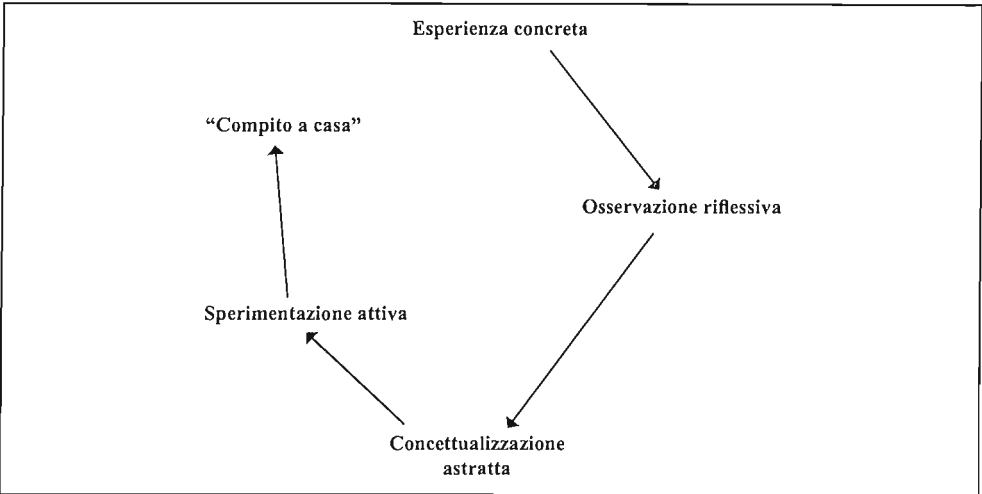 Esperienza concreta
“Compito a casa”
Osservazione riflessiva
Sperimentazione attiva
Concettualizzazione
astratta